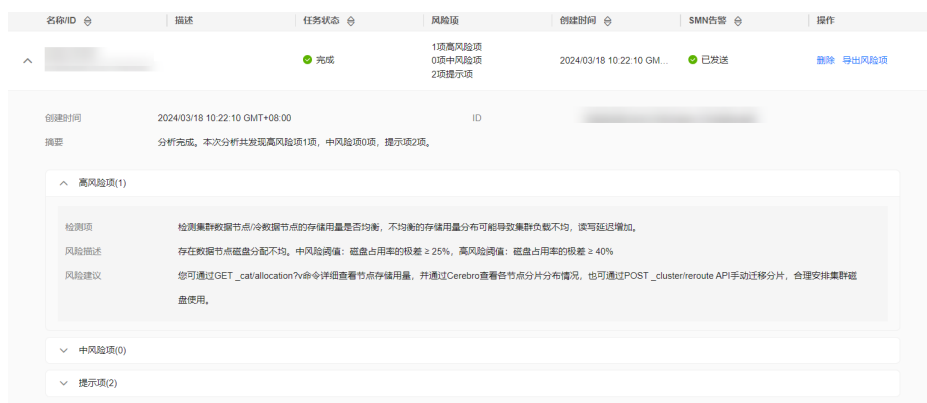 名称/ID 描述 任务状态 风险项 创建时间 SMN告警 操作
1项高风险项
完成 0项中风险项 2024/03/18 10:22:10 GM... 已发送 删除 导出风险项
2项提示项
创建时间 2024/03/18 10:22:10 GMT+08:00 ID
摘要 分析完成。本次分析共发现高风险项1项，中风险项0项，提示项2项。
高风险项(1)
检测项 检测集群数据节点/冷数据节点的存储用量是否均衡，不均衡的存储用量分布可能导致集群负载不均，读写延迟增加。
风险描述 存在数据节点磁盘分配不均。中风险阈值：磁盘占用率的极差 ≥ 25%，高风险阈值：磁盘占用率的极差 ≥ 40%
风险建议 您可通过GET _cat/allocation?v命令详细查看节点存储用量，并通过Cerebro查看各节点分片分布情况，也可通过POST _cluster/reroute API手动迁移分片，合理安排集群磁
盘使用。
中风险项(0)
提示项(2)